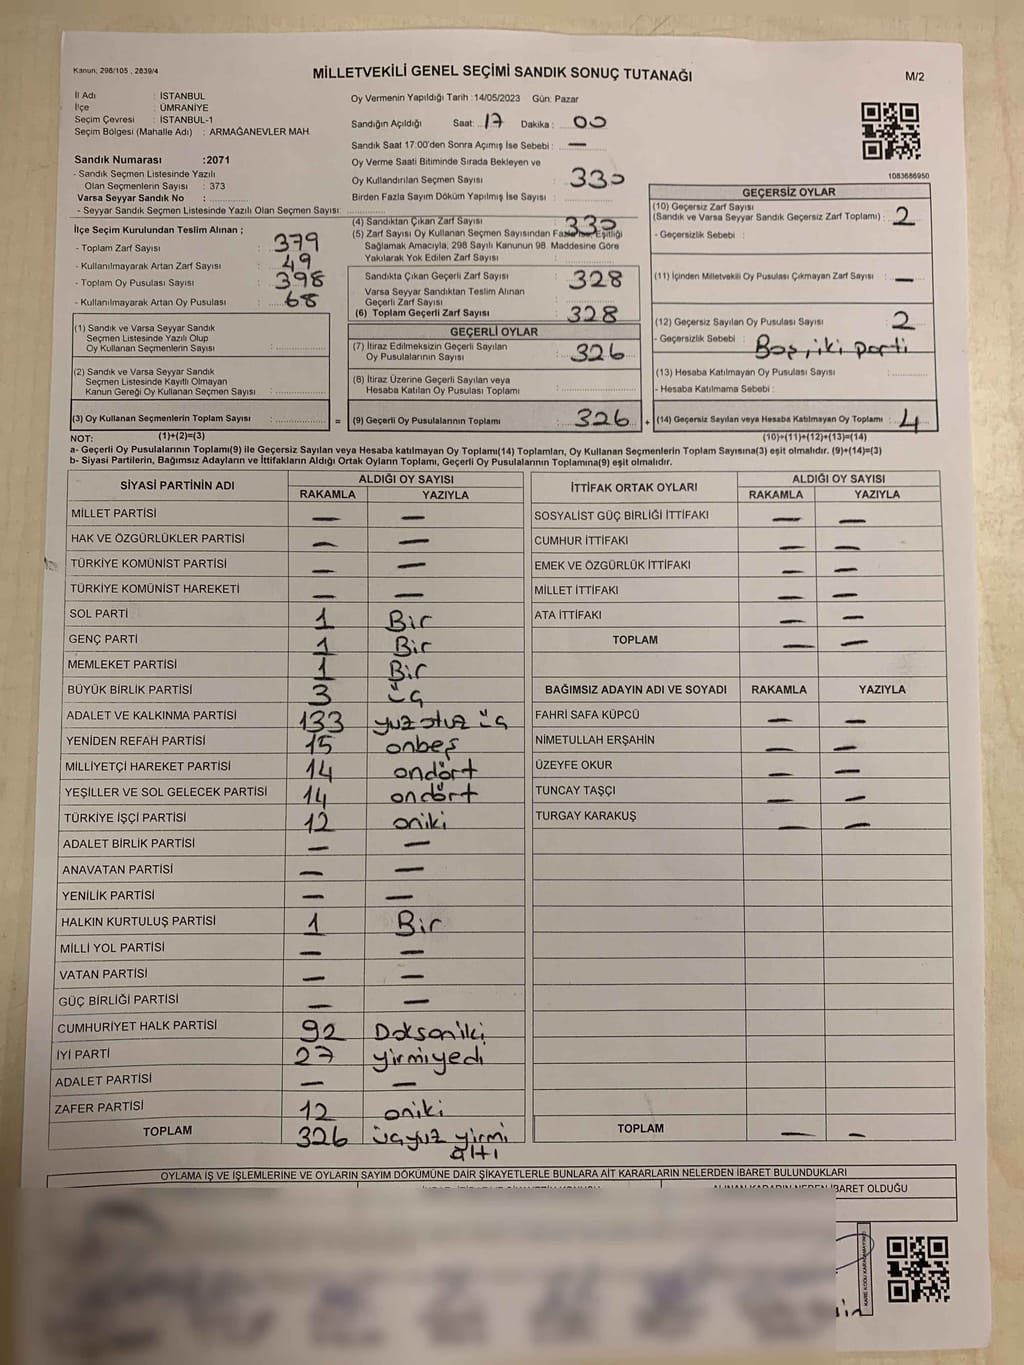 Kanun; 298/105 , 2839/4
MİLLETVEKİLİ GENEL SEÇİMİ SANDIK SONUÇ TUTANAĞI
M/2
İl Adı : İSTANBUL
İlçe : ÜMRANİYE
Seçim Çevresi : İSTANBUL-1
Seçim Bölgesi (Mahalle Adı) : ARMAĞANEVLER MAH.
Sandık Numarası :2071
- Sandık Seçmen Listesinde Yazılı
Olan Seçmenlerin Sayısı : 373
Varsa Seyyar Sandık No :
- Seyyar Sandık Seçmen Listesinde Yazılı Olan Seçmen Sayısı:
İlçe Seçim Kurulundan Teslim Alınan ;
- Toplam Zarf Sayısı : 379
- Kullanılmayarak Artan Zarf Sayısı : 49
- Toplam Oy Pusulası Sayısı : 398
- Kullanılmayarak Artan Oy Pusulası : 68
Oy Vermenin Yapıldığı Tarih :14/05/2023 Gün: Pazar
Sandığın Açıldığı Saat: 17 Dakika : 00
Sandık Saat 17:00'den Sonra Açımış İse Sebebi : —
Oy Verme Saati Bitiminde Sırada Bekleyen ve
Oy Kullandırılan Seçmen Sayısı : 330
Birden Fazla Sayım Döküm Yapılmış İse Sayısı :
(4) Sandıktan Çıkan Zarf Sayısı : 330
(5) Zarf Sayısı Oy Kullanan Seçmen Sayısından Fazla İse, Eşitliği
Sağlamak Amacıyla, 298 Sayılı Kanunun 98. Maddesine Göre
Yakılarak Yok Edilen Zarf Sayısı :
Sandıkta Çıkan Geçerli Zarf Sayısı : 328
Varsa Seyyar Sandıktan Teslim Alınan
Geçerli Zarf Sayısı :
(6) Toplam Geçerli Zarf Sayısı : 328
GEÇERLİ OYLAR
(7) İtiraz Edilmeksizin Geçerli Sayılan
Oy Pusulalarının Sayısı : 326
(8) İtiraz Üzerine Geçerli Sayılan veya
Hesaba Katılan Oy Pusulası Toplamı :
1083686950
GEÇERSİZ OYLAR
(10) Geçersiz Zarf Sayısı
(Sandık ve Varsa Seyyar Sandık Geçersiz Zarf Toplamı) : 2
- Geçersizlik Sebebi :
(11) İçinden Milletvekili Oy Pusulası Çıkmayan Zarf Sayısı : —
(12) Geçersiz Sayılan Oy Pusulası Sayısı : 2
- Geçersizlik Sebebi : Boş, iki parti
(13) Hesaba Katılmayan Oy Pusulası Sayısı :
- Hesaba Katılmama Sebebi :
(1) Sandık ve Varsa Seyyar Sandık
Seçmen Listesinde Yazılı Olup
Oy Kullanan Seçmenlerin Sayısı :
(2) Sandık ve Varsa Seyyar Sandık
Seçmen Listesinde Kayıtlı Olmayan
Kanun Gereği Oy Kullanan Seçmen Sayısı :
(3) Oy Kullanan Seçmenlerin Toplam Sayısı : = (9) Geçerli Oy Pusulalarının Toplamı : 326 + (14) Geçersiz Sayılan veya Hesaba Katılmayan Oy Toplamı : 4
NOT: (1)+(2)=(3) (10)+(11)+(12)+(13)=(14)
a- Geçerli Oy Pusulalarının Toplamı(9) ile Geçersiz Sayılan veya Hesaba katılmayan Oy Toplamı(14) Toplamları, Oy Kullanan Seçmenlerin Toplam Sayısına(3) eşit olmalıdır. (9)+(14)=(3)
b- Siyasi Partilerin, Bağımsız Adayların ve İttifakların Aldığı Ortak Oyların Toplamı, Geçerli Oy Pusulalarının Toplamına(9) eşit olmalıdır.
SİYASİ PARTİNİN ADI ALDIĞI OY SAYISI
RAKAMLA YAZIYLA
MİLLET PARTİSİ — —
HAK VE ÖZGÜRLÜKLER PARTİSİ — —
TÜRKİYE KOMÜNİST PARTİSİ — —
TÜRKİYE KOMÜNİST HAREKETİ — —
SOL PARTİ 1 Bir
GENÇ PARTİ 1 Bir
MEMLEKET PARTİSİ 1 Bir
BÜYÜK BİRLİK PARTİSİ 3 üç
ADALET VE KALKINMA PARTİSİ 133 yuz otuz üç
YENİDEN REFAH PARTİSİ 15 onbeş
MİLLİYETÇİ HAREKET PARTİSİ 14 ondört
YEŞİLLER VE SOL GELECEK PARTİSİ 14 ondört
TÜRKİYE İŞÇİ PARTİSİ 12 oniki
ADALET BİRLİK PARTİSİ — —
ANAVATAN PARTİSİ — —
YENİLİK PARTİSİ — —
HALKIN KURTULUŞ PARTİSİ 1 Bir
MİLLİ YOL PARTİSİ — —
VATAN PARTİSİ — —
GÜÇ BİRLİĞİ PARTİSİ — —
CUMHURİYET HALK PARTİSİ 92 Doksaniki
İYİ PARTİ 27 yirmiyedi
ADALET PARTİSİ — —
ZAFER PARTİSİ 12 oniki
TOPLAM 326 üçyuz yirmi
altı
İTTİFAK ORTAK OYLARI ALDIĞI OY SAYISI
RAKAMLA YAZIYLA
SOSYALİST GÜÇ BİRLİĞİ İTTİFAKI — —
CUMHUR İTTİFAKI — —
EMEK VE ÖZGÜRLÜK İTTİFAKI — —
MİLLET İTTİFAKI — —
ATA İTTİFAKI — —
TOPLAM — —
BAĞIMSIZ ADAYIN ADI VE SOYADI RAKAMLA YAZIYLA
FAHRİ SAFA KÜPCÜ — —
NİMETULLAH ERŞAHİN — —
ÜZEYFE OKUR — —
TUNCAY TAŞÇI — —
TURGAY KARAKUŞ — —
TOPLAM — —
OYLAMA İŞ VE İŞLEMLERİNE VE OYLARIN SAYIM DÖKÜMÜNE DAİR ŞİKAYETLERLE BUNLARA AİT KARARLARIN NELERDEN İBARET BULUNDUKLARI
ALINAN KARARIN NEDEN İBARET OLDUĞU